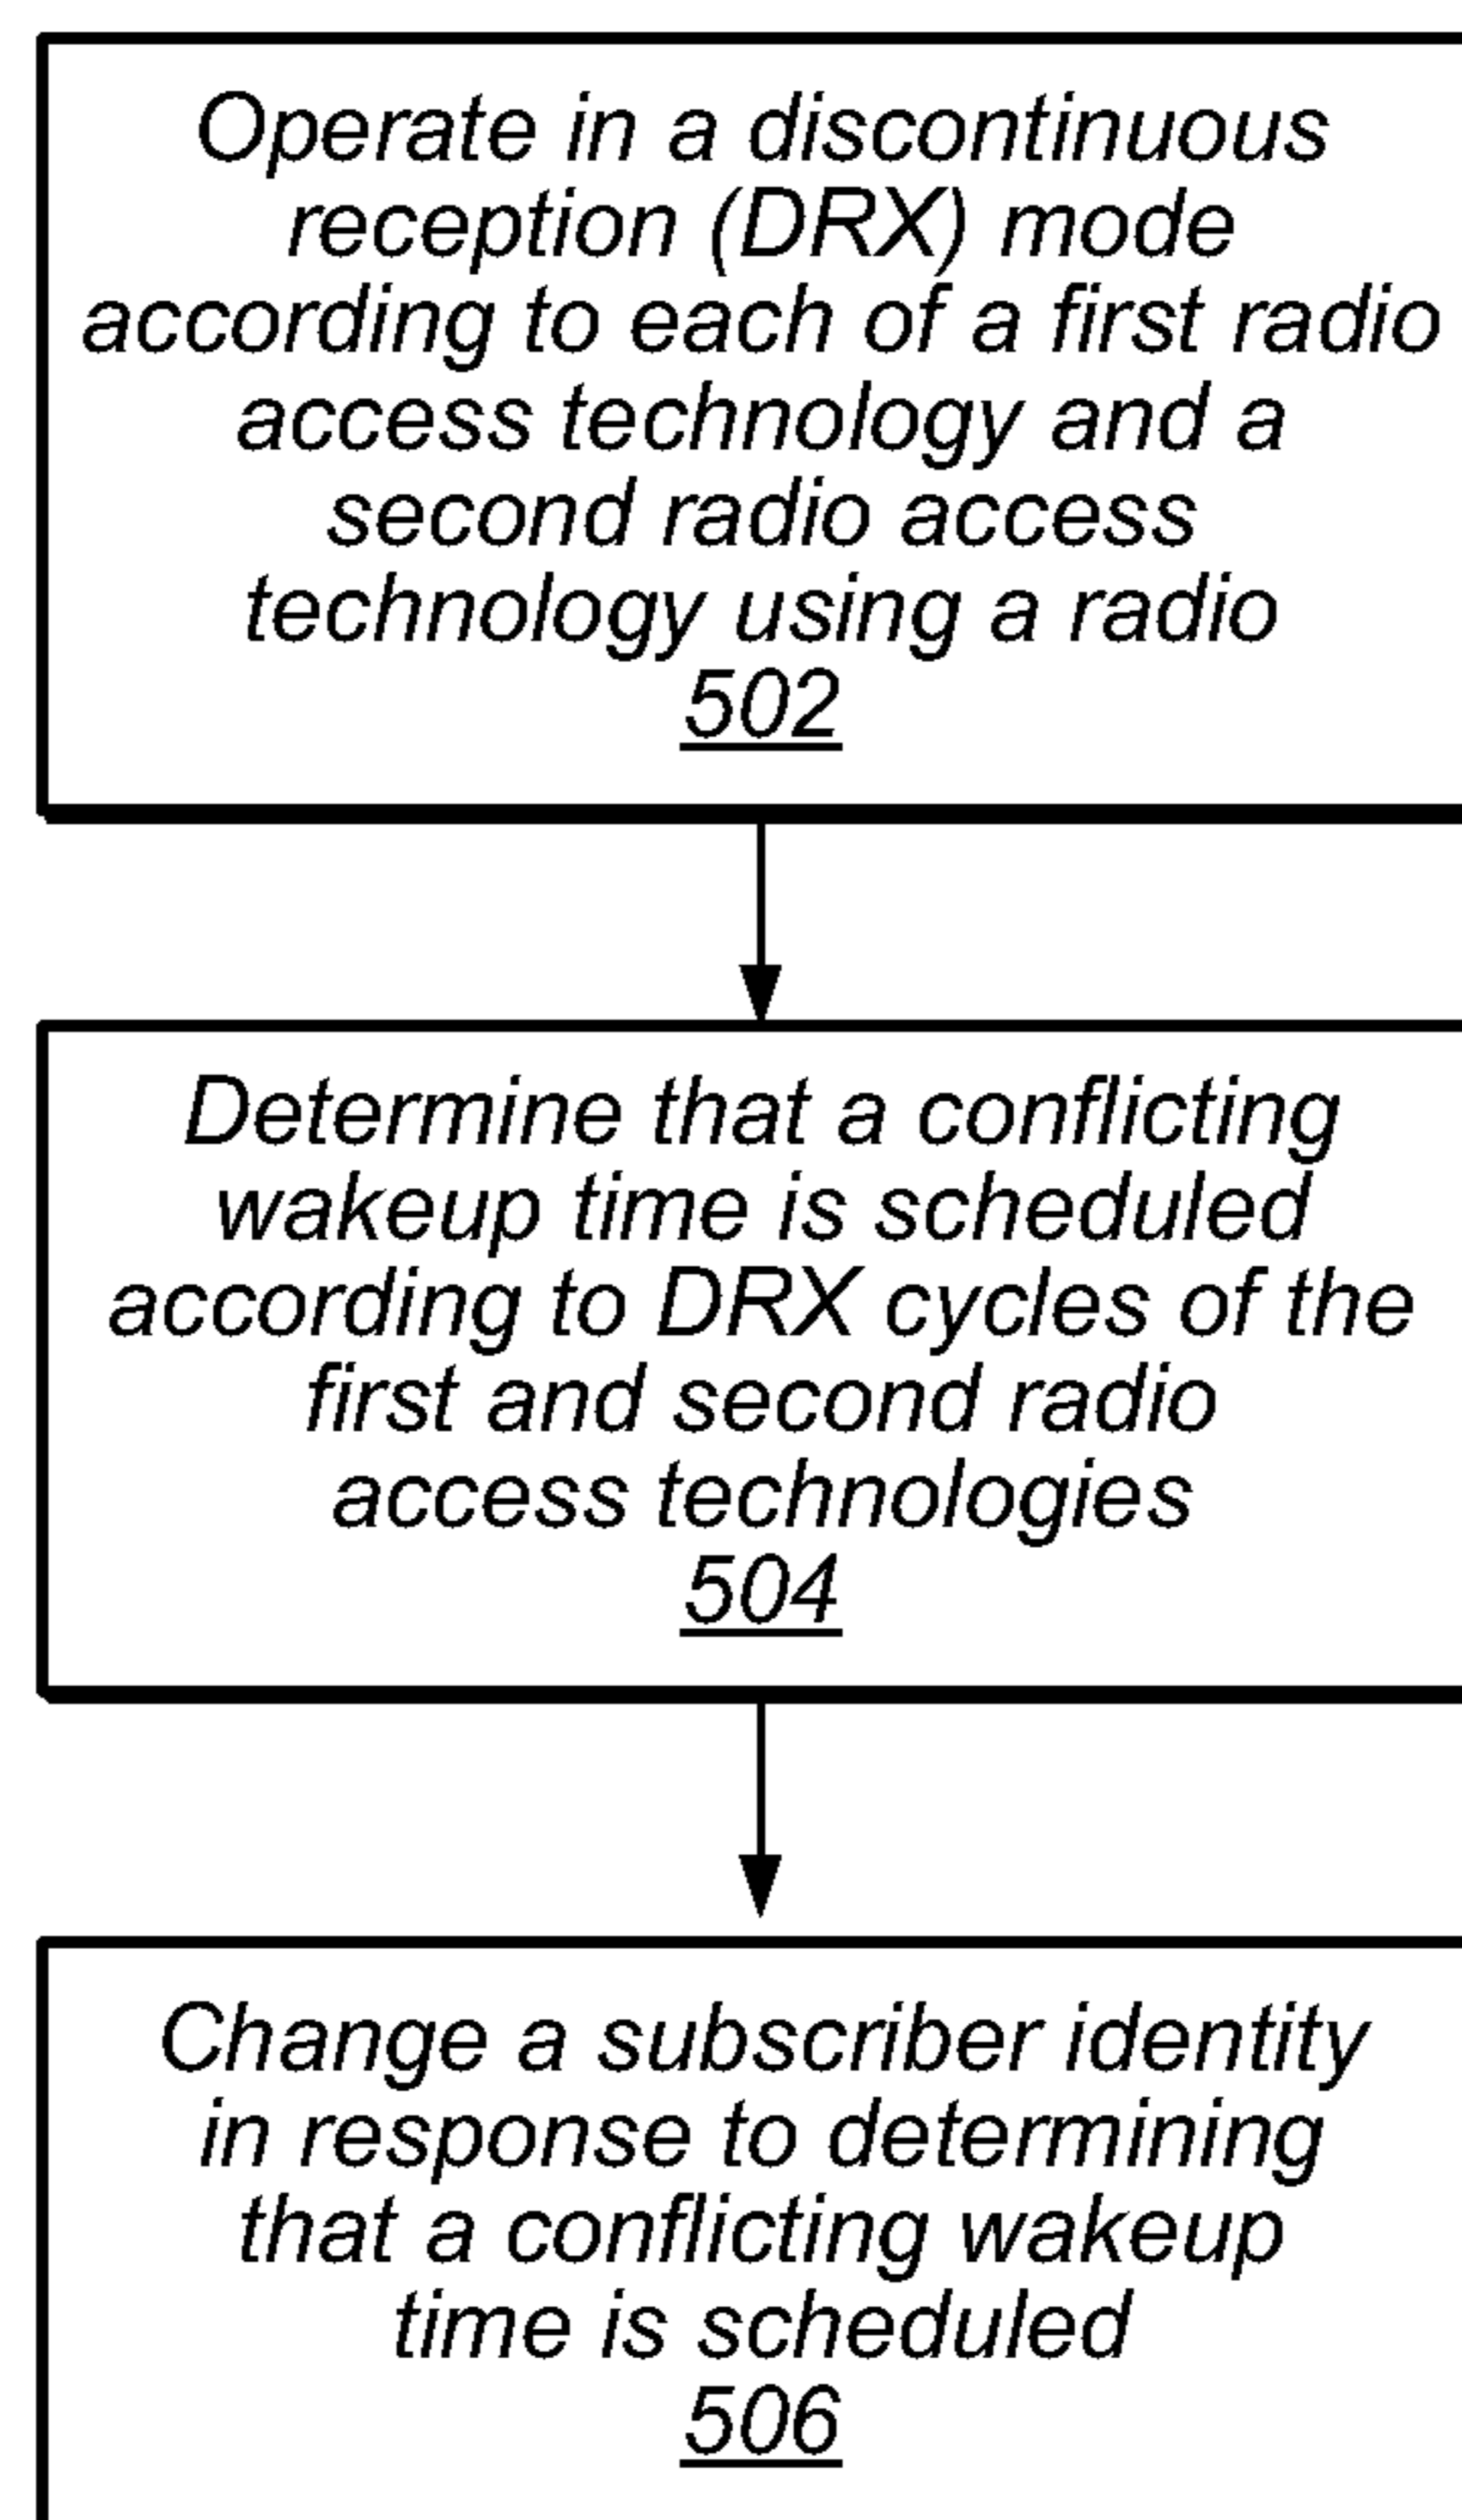 Operate in a discontinuous
reception (DRX) mode
according to each of a first radio
access technology and a
second radio access
technology using a radio
502
Determine that a conflicting
wakeup time is scheduled
according to DRX cycles of the
first and second radio
access technologies
504
Change a subscriber identity
in response to determining
that a conflicting wakeup
time is scheduled
506